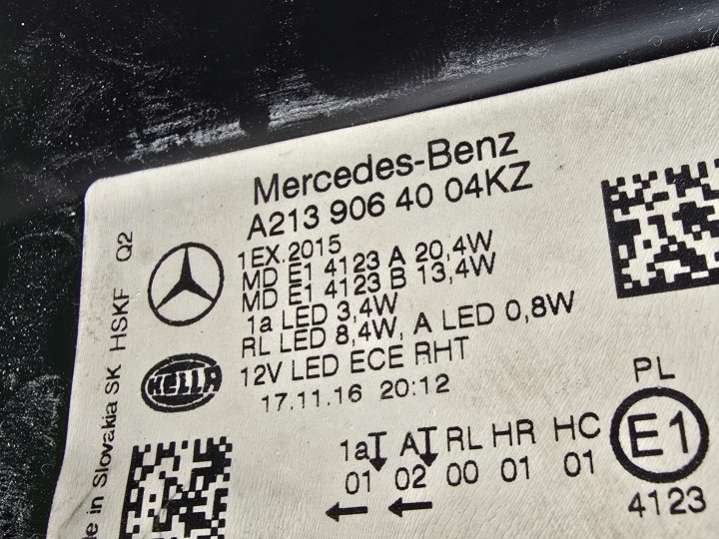 Mercedes-Benz
A213 906 40 04KZ
1EX.2015
MD E1 4123 A 20,4W
MD E1 4123 B 13,4W
1a LED 3,4W
RL LED 8,4W, A LED 0,8W
12V LED ECE RHT
17.11.16 20:12
HELLA
in Slovakia SK HSKF Q2
1a A RL HR HC
01 02 00 01 01
PL
E1
4123